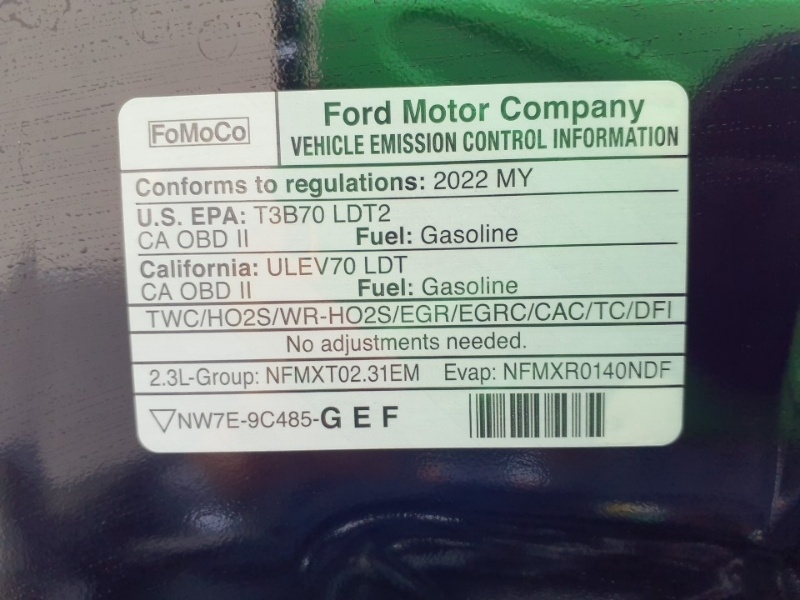 FoMoCo
Ford Motor Company
VEHICLE EMISSION CONTROL INFORMATION
Conforms to regulations: 2022 MY
U.S. EPA: T3B70 LDT2
CA OBD II Fuel: Gasoline
California: ULEV70 LDT
CA OBD II Fuel: Gasoline
TWC/HO2S/WR-HO2S/EGR/EGRC/CAC/TC/DFI
No adjustments needed.
2.3L-Group: NFMXT02.31EM Evap: NFMXR0140NDF
▽NW7E-9C485-G E F